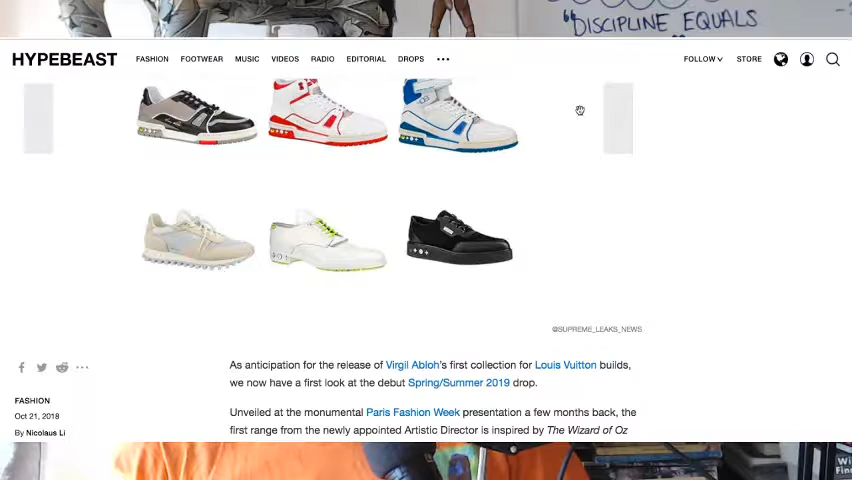 "DISCIPLINE EQUALS
HYPEBEAST FASHION FOOTWEAR MUSIC VIDEOS RADIO EDITORIAL DROPS FOLLOW STORE
@SUPREME_LEAKS_NEWS
As anticipation for the release of Virgil Abloh's first collection for Louis Vuitton builds,
we now have a first look at the debut Spring/Summer 2019 drop.
FASHION
Oct 21, 2018
By Nicolaus Li
Unveiled at the monumental Paris Fashion Week presentation a few months back, the
first range from the newly appointed Artistic Director is inspired by The Wizard of Oz